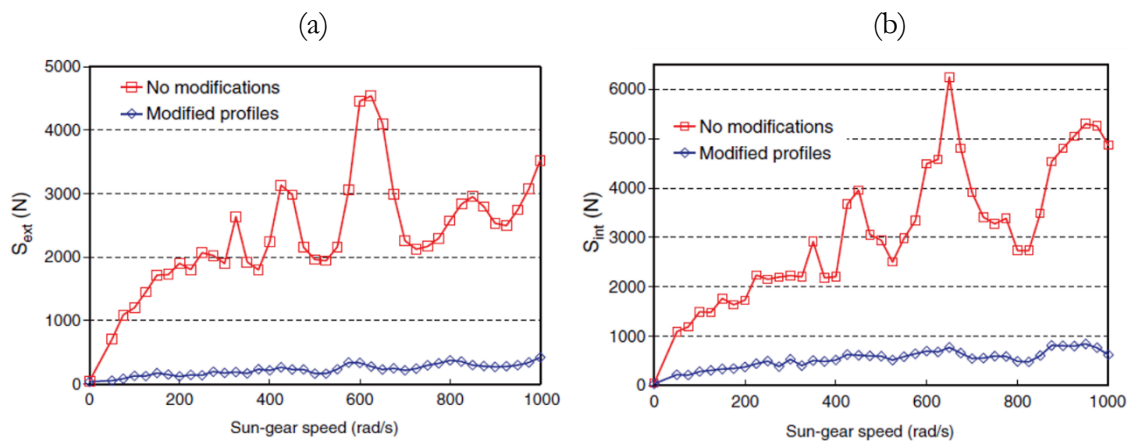 (a)
5000
4000
3000
2000
1000
0
S_ext (N)
No modifications
Modified profiles
0 200 400 600 800 1000
Sun-gear speed (rad/s)
(b)
6000
5000
4000
3000
2000
1000
0
S_int (N)
No modifications
Modified profiles
0 200 400 600 800 1000
Sun-gear speed (rad/s)